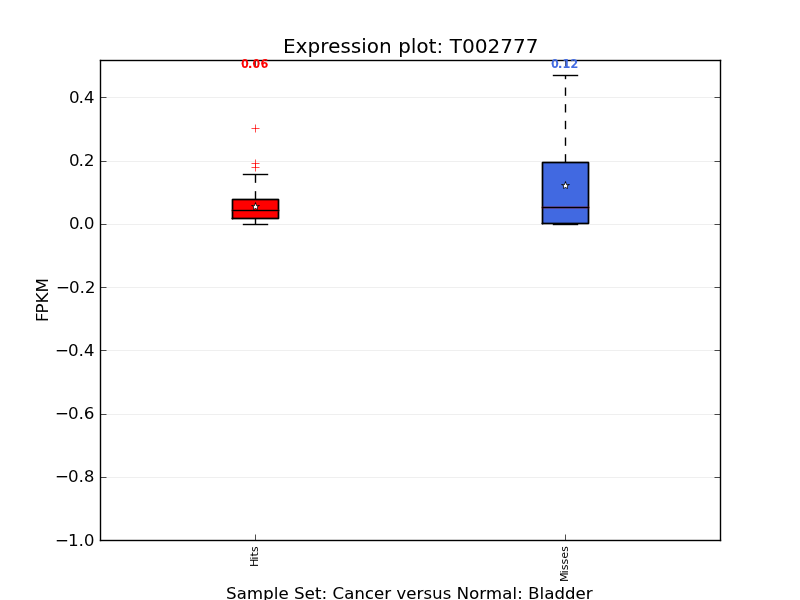 Expression plot: T002777
0.06
0.12
0.4
0.2
0.0
−0.2
−0.4
−0.6
−0.8
−1.0
FPKM
Hits
Misses
Sample Set: Cancer versus Normal: Bladder